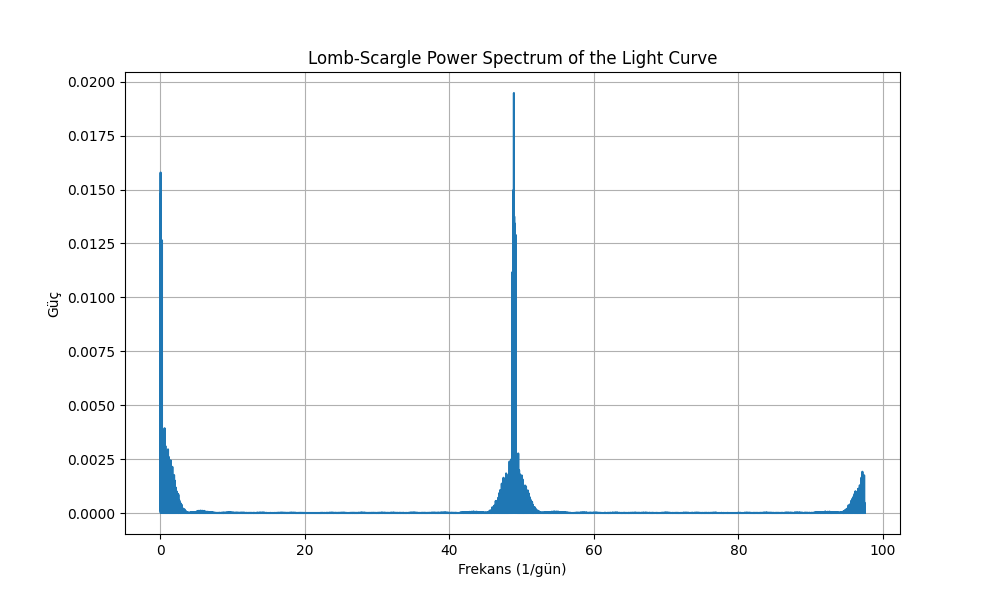 Lomb-Scargle Power Spectrum of the Light Curve
0.0200
0.0175
0.0150
0.0125
0.0100
0.0075
0.0050
0.0025
0.0000
Güç
0 20 40 60 80 100
Frekans (1/gün)